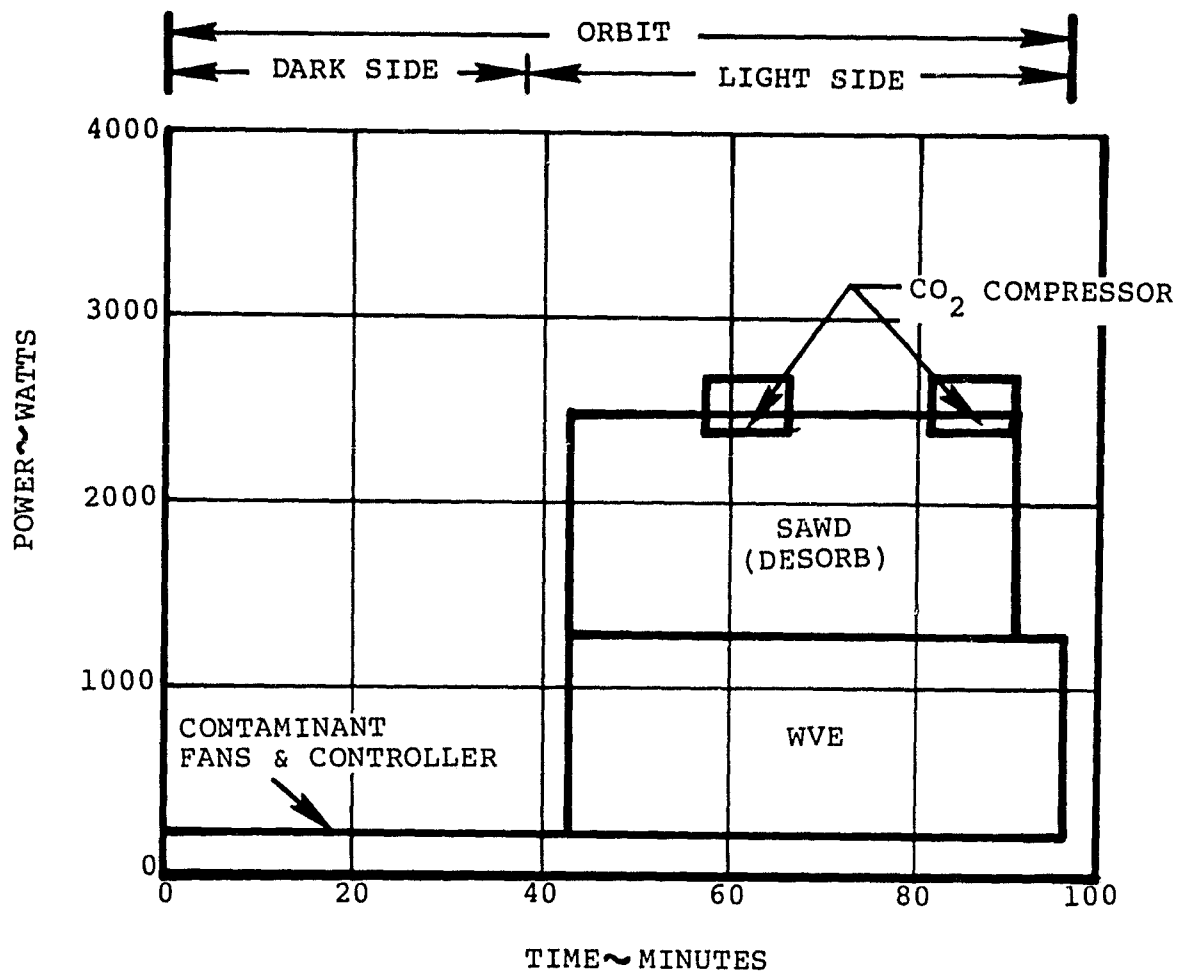 ORBIT
DARK SIDE
LIGHT SIDE
4000
3000
2000
1000
0
POWER~WATTS
CO2 COMPRESSOR
SAWD
(DESORB)
WVE
CONTAMINANT
FANS & CONTROLLER
0 20 40 60 80 100
TIME~MINUTES